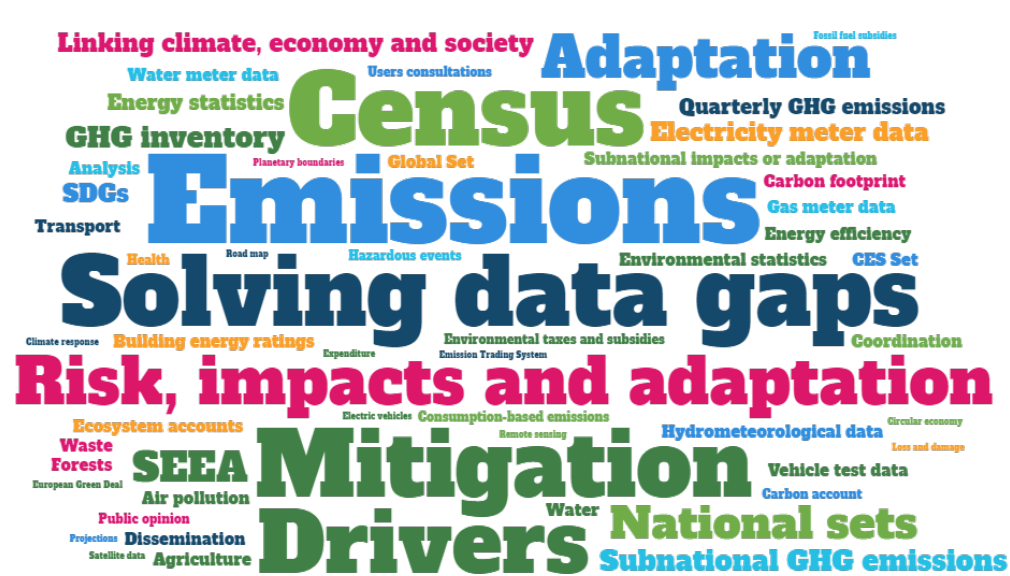 Linking climate, economy and society
Adaptation
Fossil fuel subsidies
Water meter data
Users consultations
Energy statistics
Census
Quarterly GHG emissions
GHG inventory
Electricity meter data
Analysis
Planetary boundaries
Global Set
Subnational impacts or adaptation
SDGs
Emissions
Carbon footprint
Gas meter data
Transport
Energy efficiency
Health
Road map
Hazardous events
Environmental statistics
CES Set
Solving data gaps
Climate response
Building energy ratings
Environmental taxes and subsidies
Coordination
Expenditure
Emission Trading System
Risk, impacts and adaptation
Electric vehicles
Consumption-based emissions
Circular economy
Ecosystem accounts
Remote sensing
Hydrometeorological data
Waste
Loss and damage
Forests
SEEA
Mitigation
Vehicle test data
European Green Deal
Air pollution
Carbon account
Public opinion
Water
National sets
Projections
Dissemination
Drivers
Satellite data
Agriculture
Subnational GHG emissions